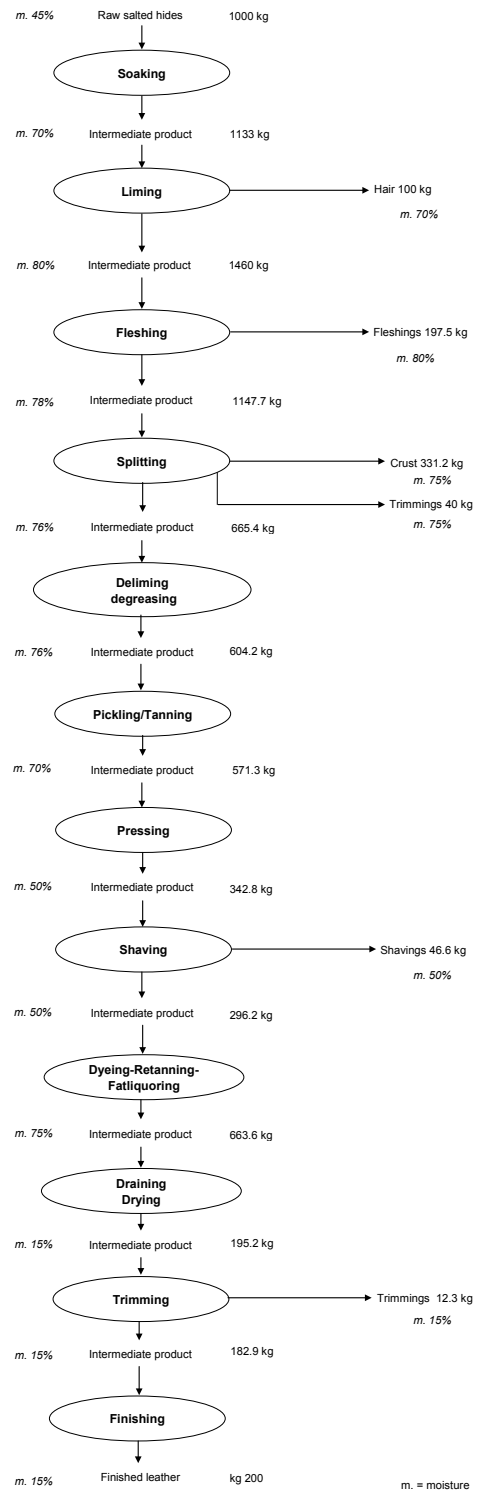 m. 45% Raw salted hides 1000 kg
Soaking
m. 70% Intermediate product 1133 kg
Liming
Hair 100 kg
m. 70%
m. 80% Intermediate product 1460 kg
Fleshing
Fleshings 197.5 kg
m. 80%
m. 78% Intermediate product 1147.7 kg
Splitting
Crust 331.2 kg
m. 75%
Trimmings 40 kg
m. 75%
m. 76% Intermediate product 665.4 kg
Deliming
degreasing
m. 76% Intermediate product 604.2 kg
Pickling/Tanning
m. 70% Intermediate product 571.3 kg
Pressing
m. 50% Intermediate product 342.8 kg
Shaving
Shavings 46.6 kg
m. 50%
m. 50% Intermediate product 296.2 kg
Dyeing-Retanning-
Fatliquoring
m. 75% Intermediate product 663.6 kg
Draining
Drying
m. 15% Intermediate product 195.2 kg
Trimming
Trimmings 12.3 kg
m. 15%
m. 15% Intermediate product 182.9 kg
Finishing
m. 15% Finished leather kg 200
m. = moisture